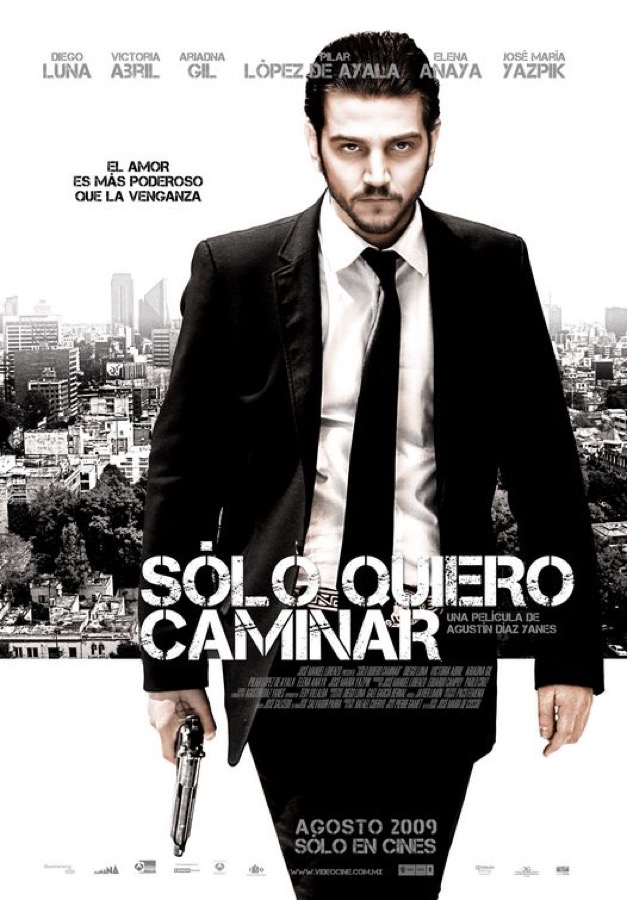 DIEGO LUNA
VICTORIA ABRIL
ARIADNA GIL
PILAR LÓPEZ DE AYALA
ELENA ANAYA
JOSÉ MARÍA YAZPIK
EL AMOR
ES MÁS PODEROSO
QUE LA VENGANZA
SÓLO QUIERO
CAMINAR
UNA PELÍCULA DE
AGUSTÍN DÍAZ YANES
AGOSTO 2009
SÓLO EN CINES
WWW.VIDEOCINE.COM.MX